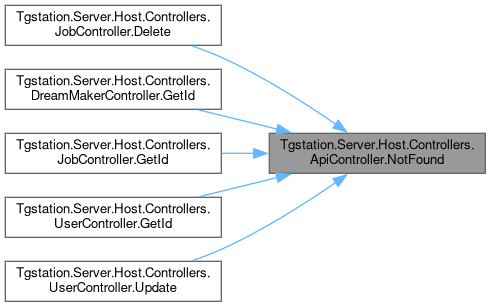 Tgstation.Server.Host.Controllers.
JobController.Delete
Tgstation.Server.Host.Controllers.
DreamMakerController.GetId
Tgstation.Server.Host.Controllers.
JobController.GetId
Tgstation.Server.Host.Controllers.
ApiController.NotFound
Tgstation.Server.Host.Controllers.
UserController.GetId
Tgstation.Server.Host.Controllers.
UserController.Update